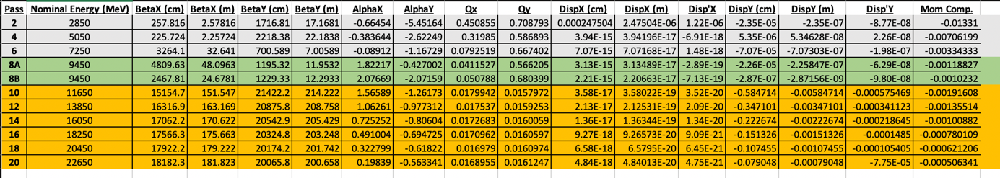 Pass Nominal Energy (MeV) BetaX (cm) BetaX (m) BetaY (cm) BetaY (m) AlphaX AlphaY Qx Qy DispX (cm) DispX (m) Disp'X DispY (cm) DispY (m) Disp'Y Mom Comp.
2 2850 257.816 2.57816 1716.81 17.1681 -0.66454 -5.45164 0.450855 0.708793 0.000247504 2.47504E-06 1.22E-06 -2.35E-05 -2.35E-07 -8.77E-08 -0.01331
4 5050 225.724 2.25724 2218.38 22.1838 -0.383644 -2.62249 0.31985 0.586893 3.94E-15 3.94196E-17 -6.91E-18 5.35E-06 5.34628E-08 2.26E-08 -0.00706199
6 7250 3264.1 32.641 700.589 7.00589 -0.08912 -1.16729 0.0792519 0.667402 7.07E-15 7.07168E-17 1.48E-18 -7.07E-05 -7.07303E-07 -1.98E-07 -0.00334333
8A 9450 4809.63 48.0963 1195.32 11.9532 1.82217 -0.427002 0.0411527 0.566205 3.13E-15 3.13489E-17 -2.89E-19 -2.26E-05 -2.25847E-07 -6.29E-08 -0.00118827
8B 9450 2467.81 24.6781 1229.33 12.2933 2.07669 -2.07159 0.050788 0.680399 2.21E-15 2.20663E-17 -7.13E-19 -2.87E-07 -2.87156E-09 -9.80E-08 -0.0010232
10 11650 15154.7 151.547 21422.2 214.222 1.56589 -1.26173 0.0179942 0.0157972 3.58E-17 3.58022E-19 3.52E-20 -0.584714 -0.00584714 -0.000575469 -0.00191608
12 13850 16316.9 163.169 20875.8 208.758 1.06261 -0.977312 0.017537 0.0159253 2.13E-17 2.12531E-19 2.09E-20 -0.347101 -0.00347101 -0.000341123 -0.00135514
14 16050 17062.2 170.622 20542.9 205.429 0.725252 -0.80604 0.0172683 0.0160059 1.36E-17 1.36344E-19 1.34E-20 -0.222674 -0.00222674 -0.000218645 -0.00100882
16 18250 17566.3 175.663 20324.8 203.248 0.491004 -0.694725 0.0170962 0.0160597 9.27E-18 9.26573E-20 9.09E-21 -0.151326 -0.00151326 -0.0001485 -0.000780109
18 20450 17922.2 179.222 20174.2 201.742 0.322799 -0.61822 0.016979 0.0160974 6.58E-18 6.5795E-20 6.45E-21 -0.107455 -0.00107455 -0.000105405 -0.000621206
20 22650 18182.3 181.823 20065.8 200.658 0.19839 -0.563341 0.0168955 0.0161247 4.84E-18 4.84013E-20 4.75E-21 -0.079048 -0.00079048 -7.75E-05 -0.000506341